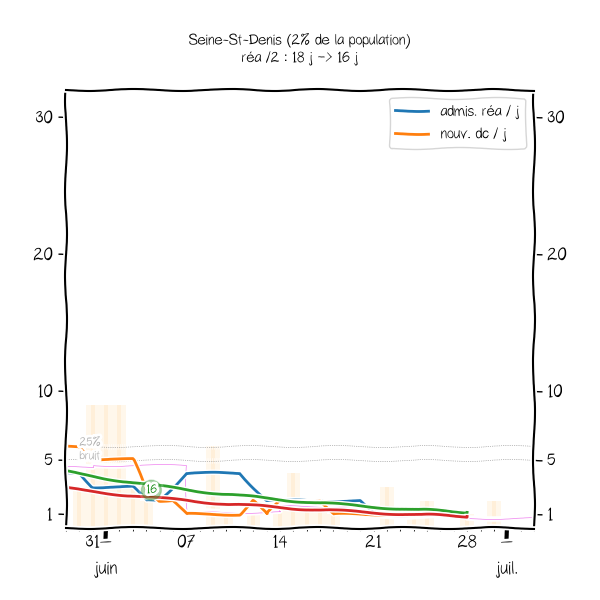 Seine-St-Denis (2% de la population)
réa /2 : 18 j -> 16 j
admis. réa / j
nouv. dc / j
30
30
20
20
10
10
25%
bruit
5
5
16
1
1
31
07
14
21
28
juin
juil.